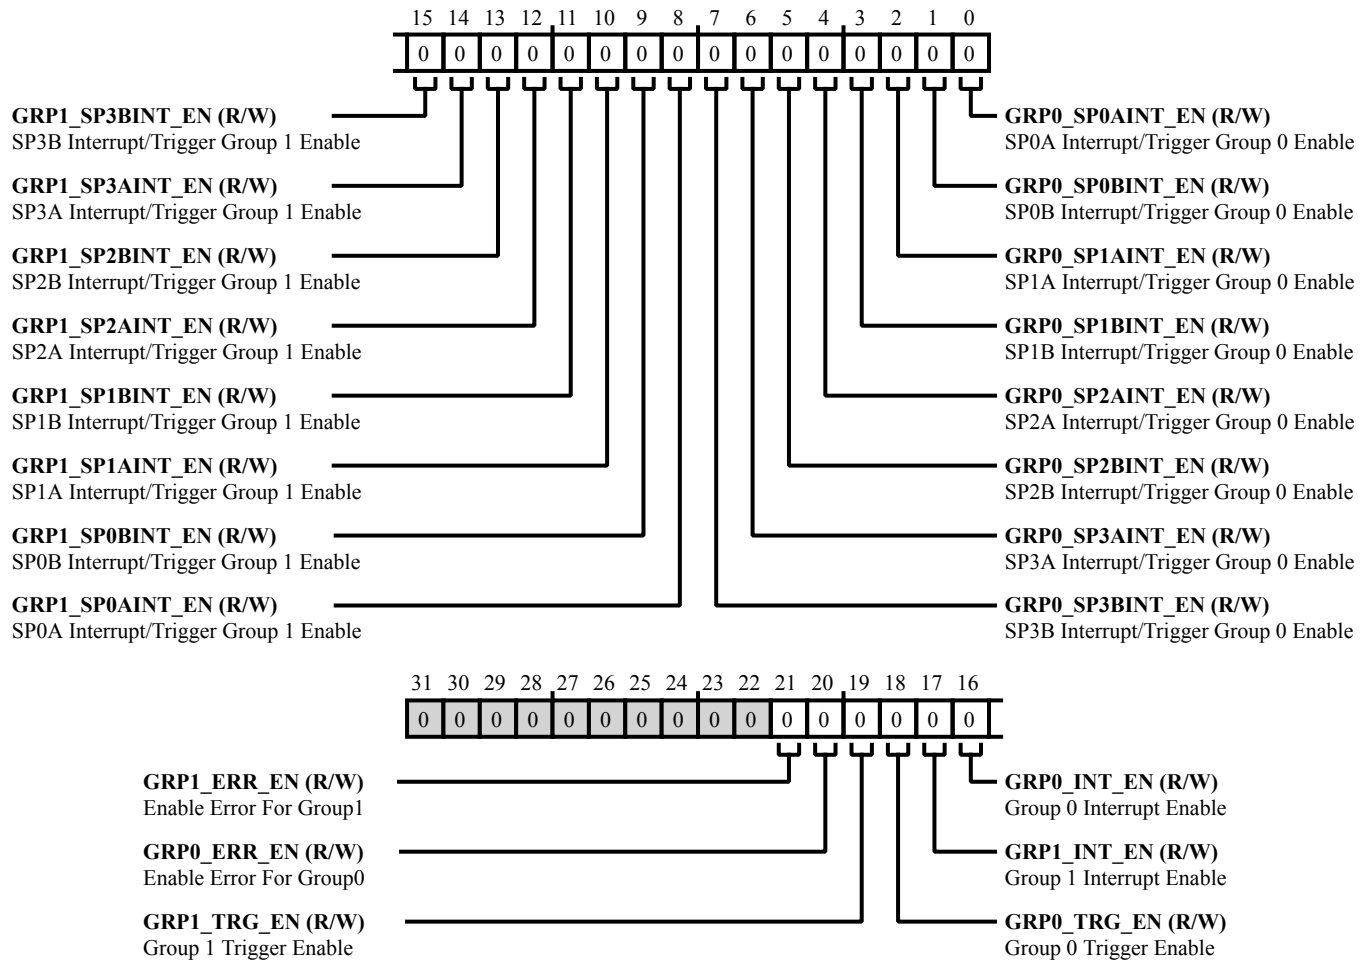 15 14 13 12 11 10 9 8 7 6 5 4 3 2 1 0
0 0 0 0 0 0 0 0 0 0 0 0 0 0 0 0
GRP1_SP3BINT_EN (R/W)
SP3B Interrupt/Trigger Group 1 Enable
GRP1_SP3AINT_EN (R/W)
SP3A Interrupt/Trigger Group 1 Enable
GRP1_SP2BINT_EN (R/W)
SP2B Interrupt/Trigger Group 1 Enable
GRP1_SP2AINT_EN (R/W)
SP2A Interrupt/Trigger Group 1 Enable
GRP1_SP1BINT_EN (R/W)
SP1B Interrupt/Trigger Group 1 Enable
GRP1_SP1AINT_EN (R/W)
SP1A Interrupt/Trigger Group 1 Enable
GRP1_SP0BINT_EN (R/W)
SP0B Interrupt/Trigger Group 1 Enable
GRP1_SP0AINT_EN (R/W)
SP0A Interrupt/Trigger Group 1 Enable
GRP0_SP0AINT_EN (R/W)
SP0A Interrupt/Trigger Group 0 Enable
GRP0_SP0BINT_EN (R/W)
SP0B Interrupt/Trigger Group 0 Enable
GRP0_SP1AINT_EN (R/W)
SP1A Interrupt/Trigger Group 0 Enable
GRP0_SP1BINT_EN (R/W)
SP1B Interrupt/Trigger Group 0 Enable
GRP0_SP2AINT_EN (R/W)
SP2A Interrupt/Trigger Group 0 Enable
GRP0_SP2BINT_EN (R/W)
SP2B Interrupt/Trigger Group 0 Enable
GRP0_SP3AINT_EN (R/W)
SP3A Interrupt/Trigger Group 0 Enable
GRP0_SP3BINT_EN (R/W)
SP3B Interrupt/Trigger Group 0 Enable
31 30 29 28 27 26 25 24 23 22 21 20 19 18 17 16
0 0 0 0 0 0 0 0 0 0 0 0 0 0 0 0
GRP1_ERR_EN (R/W)
Enable Error For Group1
GRP0_ERR_EN (R/W)
Enable Error For Group0
GRP1_TRG_EN (R/W)
Group 1 Trigger Enable
GRP0_INT_EN (R/W)
Group 0 Interrupt Enable
GRP1_INT_EN (R/W)
Group 1 Interrupt Enable
GRP0_TRG_EN (R/W)
Group 0 Trigger Enable